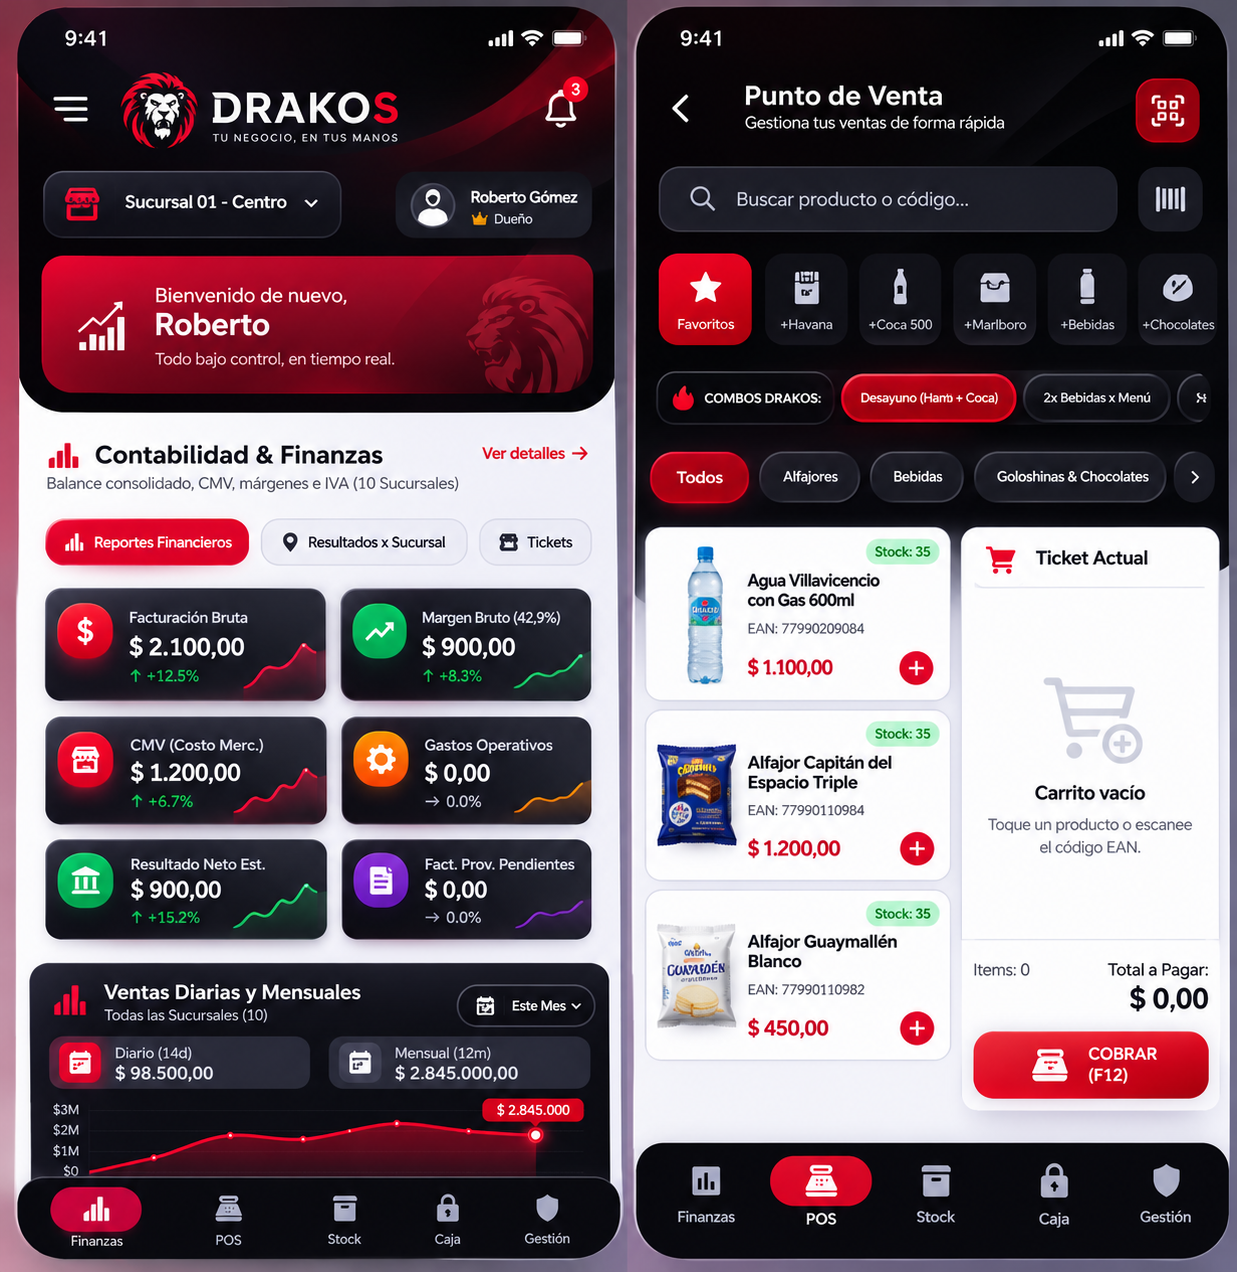 9:41
DRAKOS
TU NEGOCIO, EN TUS MANOS
3
Sucursal 01 - Centro
Roberto Gómez
Dueño
Bienvenido de nuevo,
Roberto
Todo bajo control, en tiempo real.
Contabilidad & Finanzas
Ver detalles →
Balance consolidado, CMV, márgenes e IVA (10 Sucursales)
Reportes Financieros
Resultados x Sucursal
Tickets
$
Facturación Bruta
$ 2.100,00
↑ +12.5%
Margen Bruto (42,9%)
$ 900,00
↑ +8.3%
CMV (Costo Merc.)
$ 1.200,00
↑ +6.7%
Gastos Operativos
$ 0,00
→ 0.0%
Resultado Neto Est.
$ 900,00
↑ +15.2%
Fact. Prov. Pendientes
$ 0,00
→ 0.0%
Ventas Diarias y Mensuales
Todas las Sucursales (10)
Este Mes
Diario (14d)
$ 98.500,00
Mensual (12m)
$ 2.845.000,00
$3M
$2M
$1M
$0
$ 2.845.000
Finanzas
POS
Stock
Caja
Gestión
9:41
Punto de Venta
Gestiona tus ventas de forma rápida
Buscar producto o código...
Favoritos
+Havana
+Coca 500
+Marlboro
+Bebidas
+Chocolates
COMBOS DRAKOS:
Desayuno (Ham + Coca)
2x Bebidas x Menú
Todos
Alfajores
Bebidas
Goloshinas & Chocolates
Stock: 35
Agua Villavicencio
con Gas 600ml
EAN: 77990209084
$ 1.100,00
Stock: 35
Alfajor Capitán del
Espacio Triple
EAN: 77990110984
$ 1.200,00
Stock: 35
Alfajor Guaymallén
Blanco
EAN: 77990110982
$ 450,00
Ticket Actual
Carrito vacío
Toque un producto o escanee
el código EAN.
Items: 0
Total a Pagar:
$ 0,00
COBRAR
(F12)
Finanzas
POS
Stock
Caja
Gestión